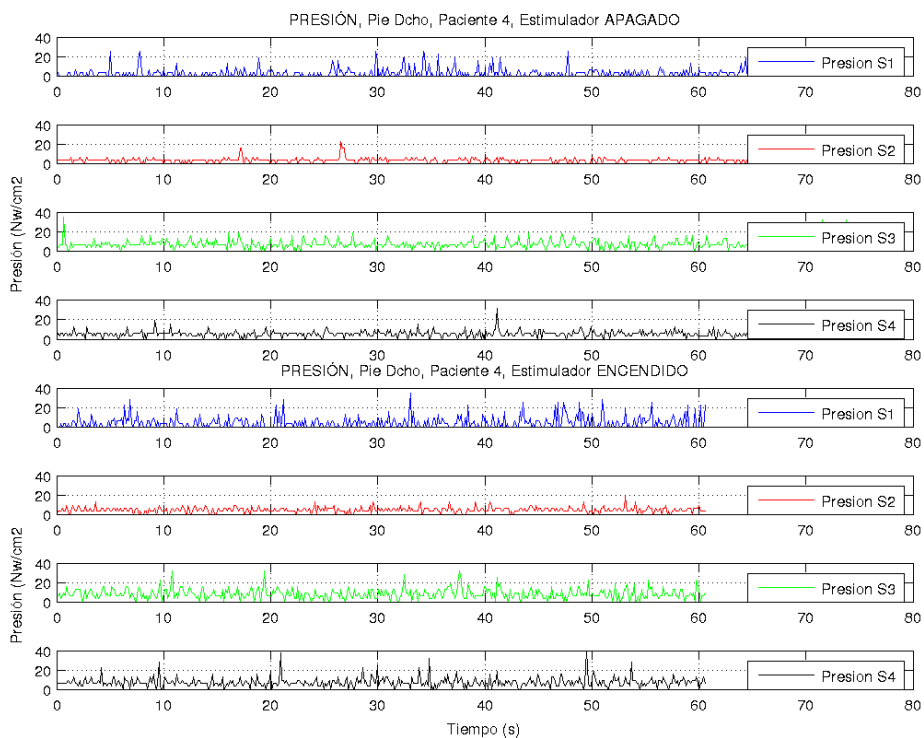 PRESIÓN, Pie Dcho, Paciente 4, Estimulador APAGADO
40
20
0
0 10 20 30 40 50 60 70 80
Presion S1
40
20
0
0 10 20 30 40 50 60 70 80
Presion S2
Presión (Nw/cm2
40
20
0
0 10 20 30 40 50 60 70 80
Presion S3
40
20
0
0 10 20 30 40 50 60 70 80
Presion S4
PRESIÓN, Pie Dcho, Paciente 4, Estimulador ENCENDIDO
40
20
0
0 10 20 30 40 50 60 70 80
Presion S1
40
20
0
0 10 20 30 40 50 60 70 80
Presion S2
Presión (Nw/cm2
40
20
0
0 10 20 30 40 50 60 70 80
Presion S3
40
20
0
0 10 20 30 40 50 60 70 80
Presion S4
Tiempo (s)